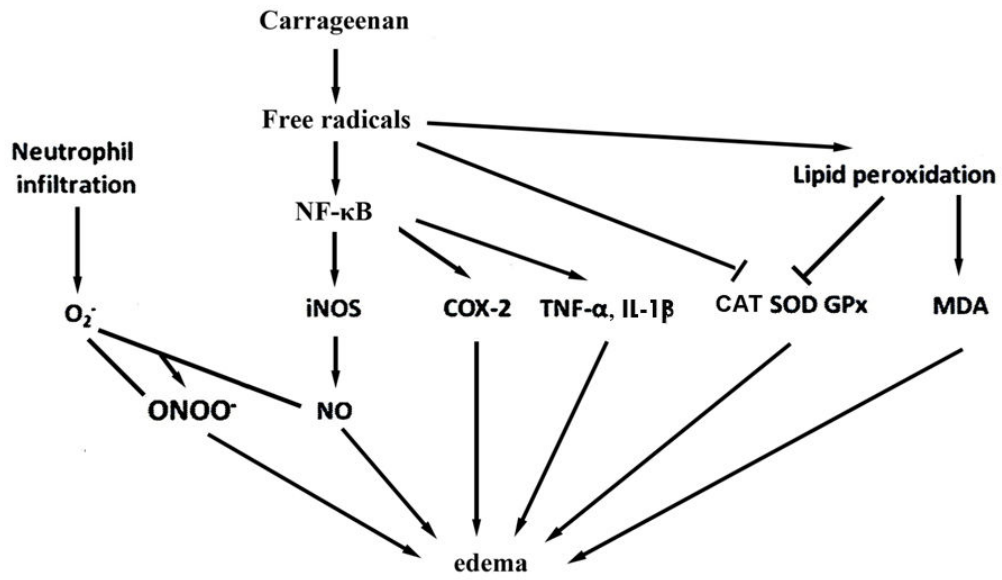 Carrageenan
Free radicals
Neutrophil
infiltration
Lipid peroxidation
NF-κB
O₂⁻
iNOS
COX-2
TNF-α, IL-1β
CAT SOD GPx
MDA
ONOO⁻
NO
edema